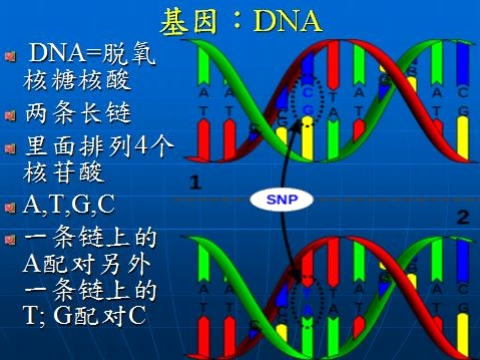 基因：DNA
DNA=脱氧
核糖核酸
两条长链
里面排列4个
核苷酸
A,T,G,C
一条链上的
A配对另外
一条链上的
T; G配对C
1
SNP
2